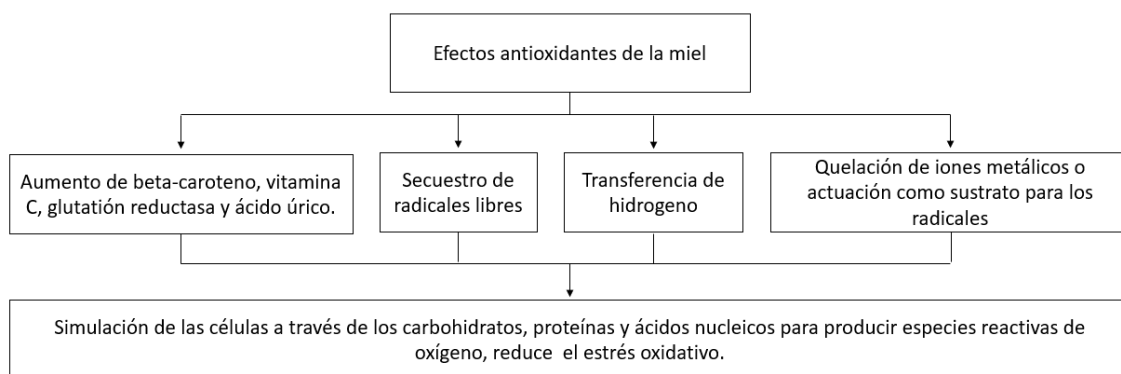 Efectos antioxidantes de la miel
Aumento de beta-caroteno, vitamina
C, glutatión reductasa y ácido úrico.
Secuestro de
radicales libres
Transferencia de
hidrogeno
Quelación de iones metálicos o
actuación como sustrato para los
radicales
Simulación de las células a través de los carbohidratos, proteínas y ácidos nucleicos para producir especies reactivas de
oxígeno, reduce el estrés oxidativo.